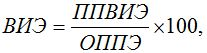 ВИЭ = ППВИЭ / ОППЭ × 100,